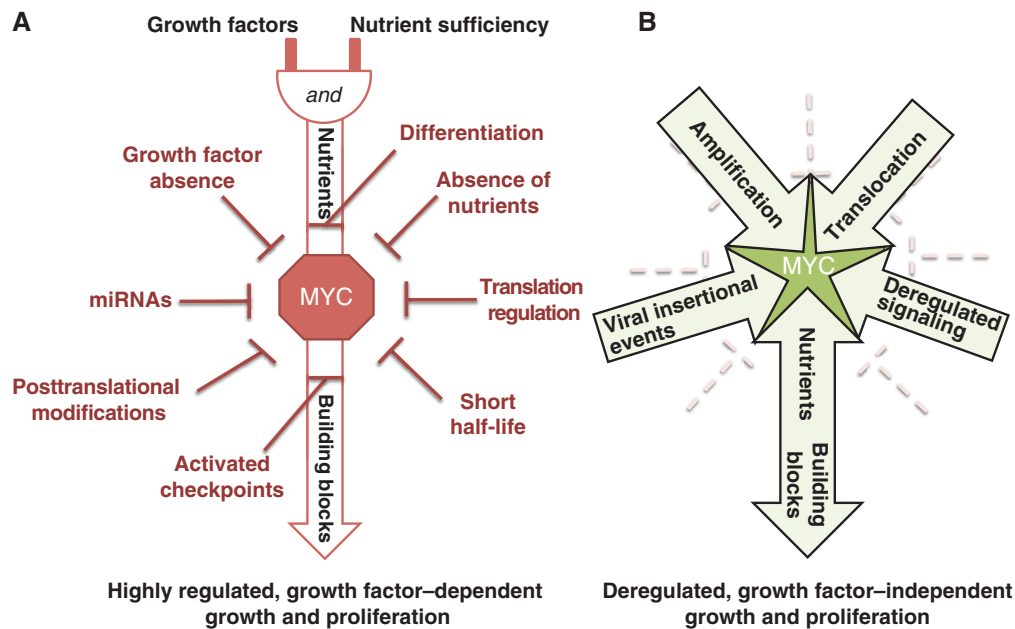 A
Growth factors
Nutrient sufficiency
and
Nutrients
Differentiation
Growth factor
absence
Absence of
nutrients
MYC
miRNAs
Translation
regulation
Posttranslational
modifications
Short
half-life
Activated
checkpoints
Building blocks
Highly regulated, growth factor–dependent
growth and proliferation
B
Amplification
Translocation
MYC
Viral insertional
events
Deregulated
signaling
Nutrients
Building
blocks
Deregulated, growth factor–independent
growth and proliferation